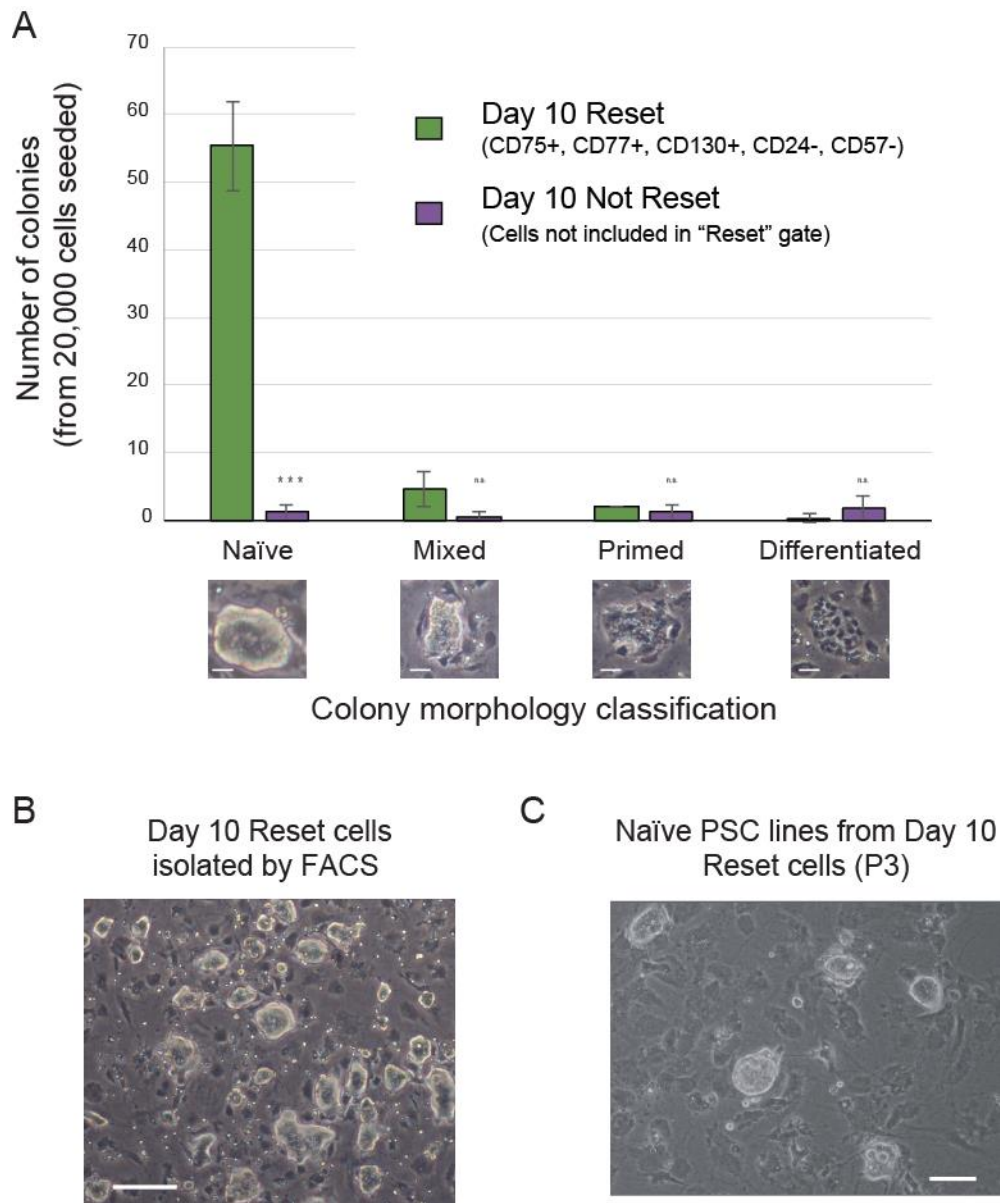 A
Number of colonies
(from 20,000 cells seeded)
70
60
50
40
30
20
10
0
Day 10 Reset
(CD75+, CD77+, CD130+, CD24-, CD57-)
Day 10 Not Reset
(Cells not included in “Reset” gate)
***
n.s.
n.s.
n.s.
Naïve
Mixed
Primed
Differentiated
Colony morphology classification
B
Day 10 Reset cells
isolated by FACS
C
Naïve PSC lines from Day 10
Reset cells (P3)